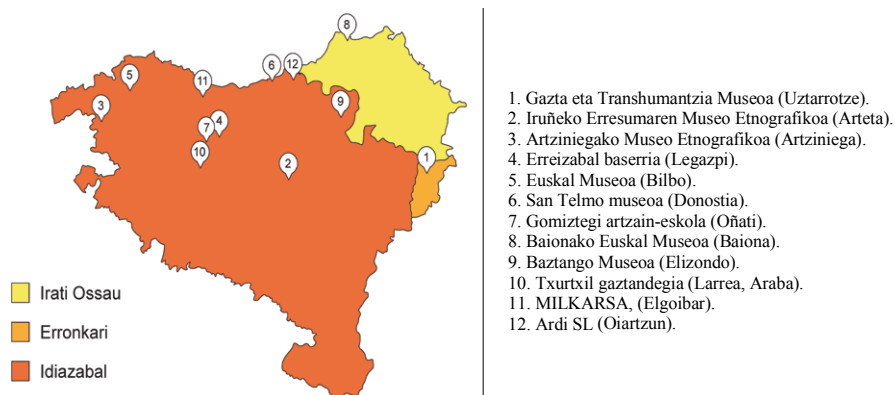 8
5
6
12
11
3
9
4
7
10
2
1
Irati Ossau
Erronkari
Idiazabal
1. Gazta eta Transhumantzia Museoa (Uztarrotze).
2. Iruñeko Erresumaren Museo Etnografikoa (Arteta).
3. Artziniegako Museo Etnografikoa (Artziniega).
4. Erreizabal baserria (Legazpi).
5. Euskal Museoa (Bilbo).
6. San Telmo museoa (Donostia).
7. Gomiztegi artzain-eskola (Oñati).
8. Baionako Euskal Museoa (Baiona).
9. Baztango Museoa (Elizondo).
10. Txurtxil gaztandegia (Larrea, Araba).
11. MILKARSA, (Elgoibar).
12. Ardi SL (Oiartzun).